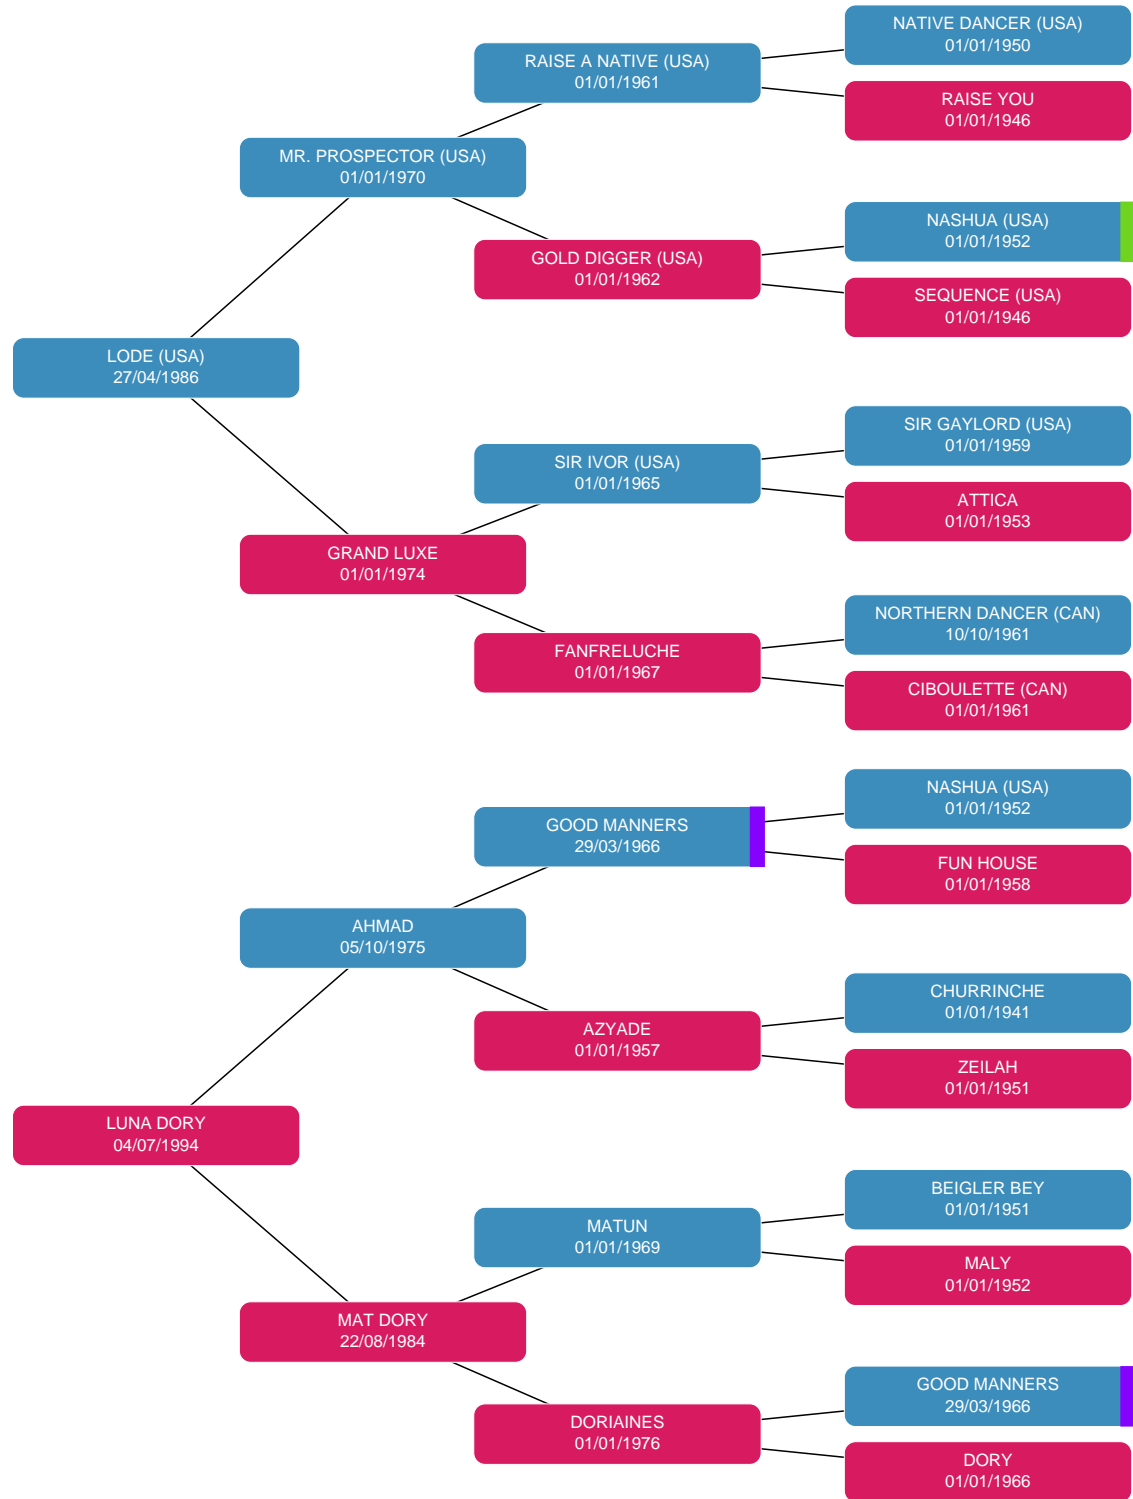 NATIVE DANCER (USA)
01/01/1950
RAISE A NATIVE (USA)
01/01/1961
RAISE YOU
01/01/1946
MR. PROSPECTOR (USA)
01/01/1970
NASHUA (USA)
01/01/1952
GOLD DIGGER (USA)
01/01/1962
SEQUENCE (USA)
01/01/1946
LODE (USA)
27/04/1986
SIR GAYLORD (USA)
01/01/1959
SIR IVOR (USA)
01/01/1965
ATTICA
01/01/1953
GRAND LUXE
01/01/1974
NORTHERN DANCER (CAN)
10/10/1961
FANFRELUCHE
01/01/1967
CIBOULETTE (CAN)
01/01/1961
NASHUA (USA)
01/01/1952
GOOD MANNERS
29/03/1966
FUN HOUSE
01/01/1958
AHMAD
05/10/1975
CHURRINCHE
01/01/1941
AZYADE
01/01/1957
ZEILAH
01/01/1951
LUNA DORY
04/07/1994
BEIGLER BEY
01/01/1951
MATUN
01/01/1969
MALY
01/01/1952
MAT DORY
22/08/1984
GOOD MANNERS
29/03/1966
DORIAINES
01/01/1976
DORY
01/01/1966